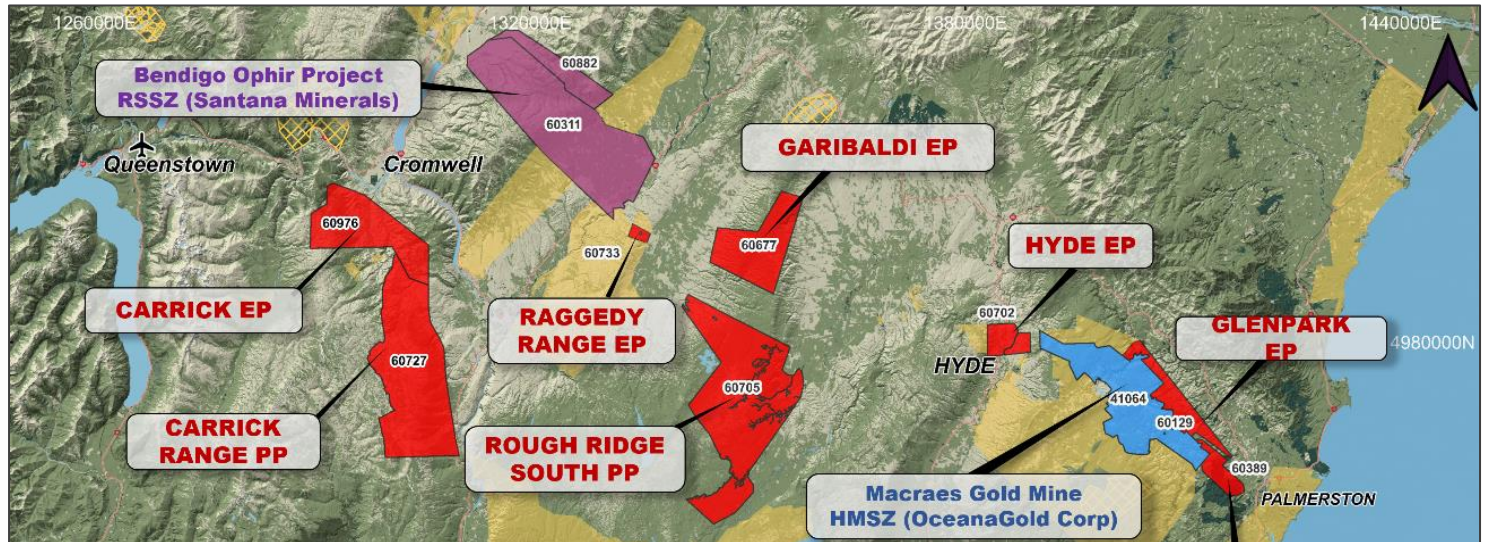 1260000E
1320000E
1380000E
1440000E
60882
Bendigo Ophir Project
RSSZ (Santana Minerals)
60311
Queenstown
Cromwell
GARIBALDI EP
60976
60733
60677
HYDE EP
CARRICK EP
RAGGEDY
RANGE EP
60702
GLENPARK
EP
4980000N
HYDE
60727
60705
41064
60129
CARRICK
RANGE PP
ROUGH RIDGE
SOUTH PP
60389
Macraes Gold Mine
HMSZ (OceanaGold Corp)
PALMERSTON